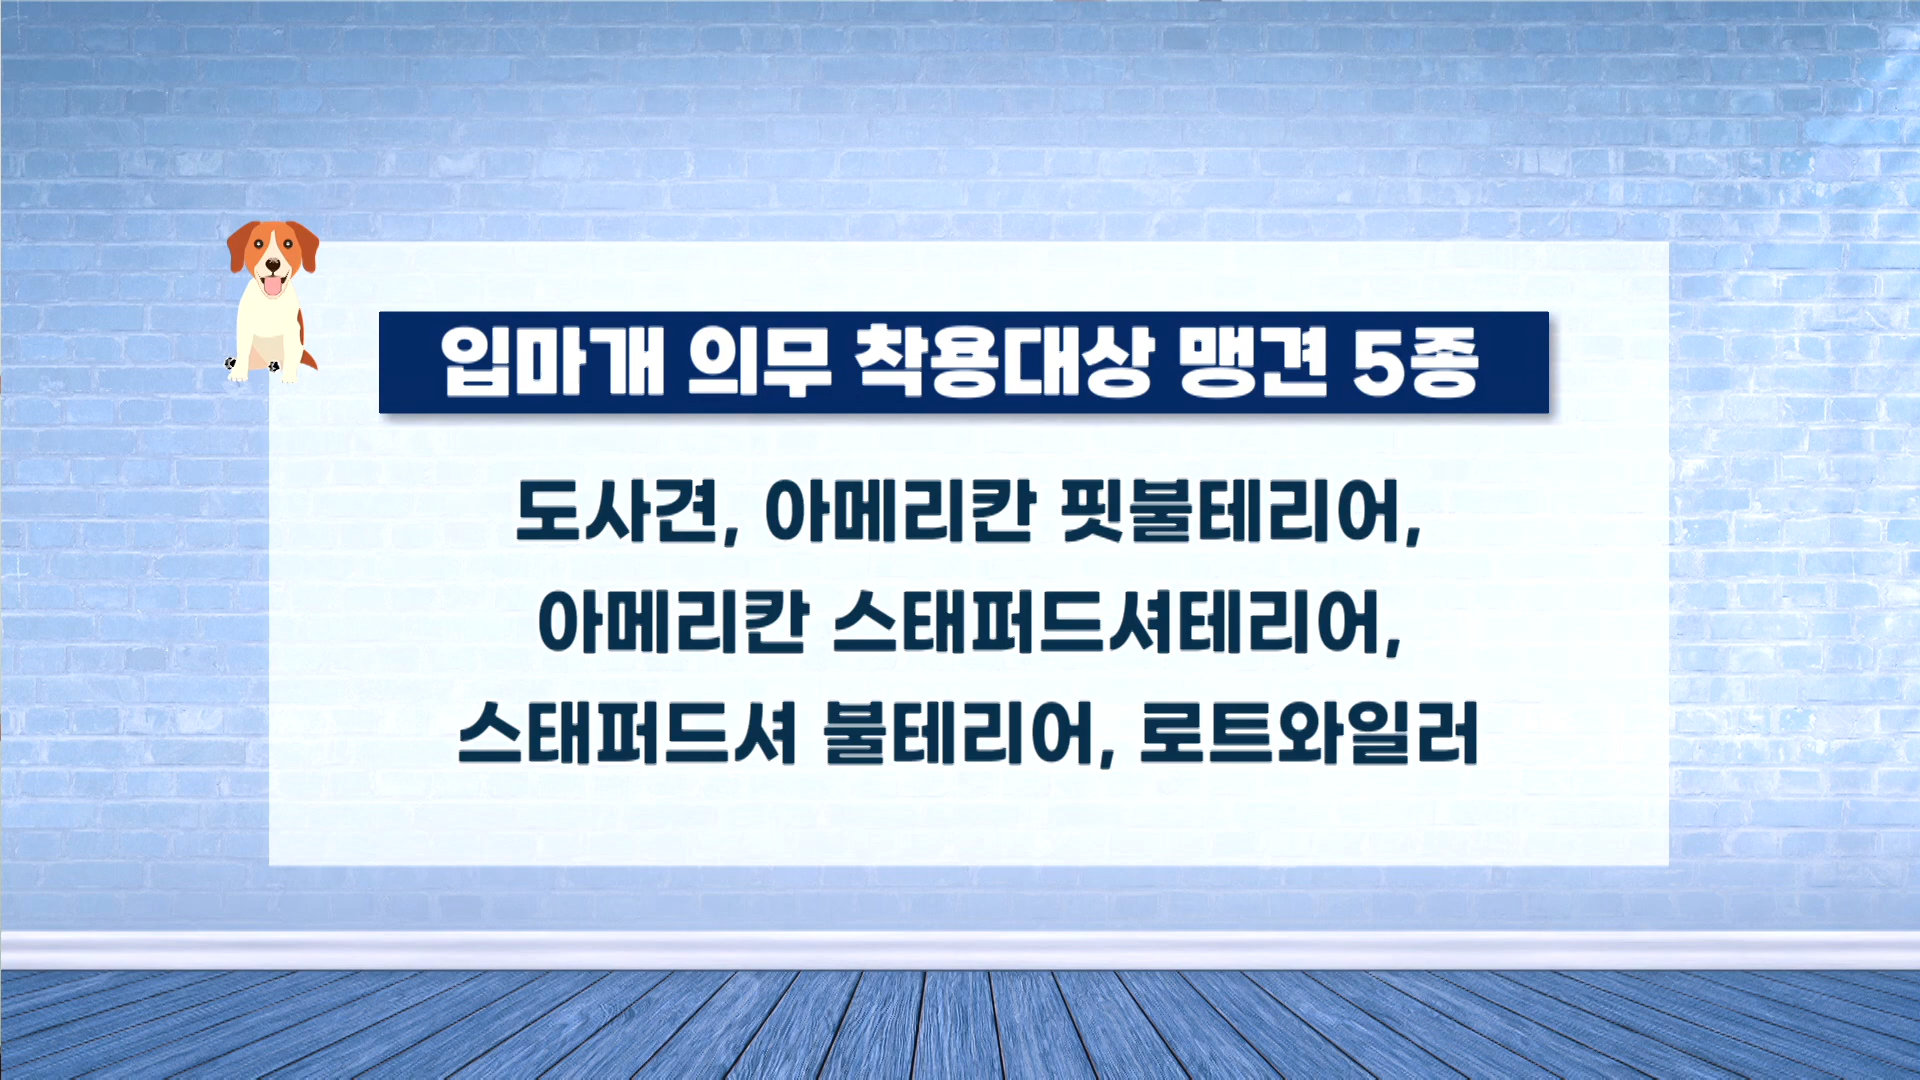 입마개 의무 착용대상 맹견 5종
도사견, 아메리칸 핏불테리어,
아메리칸 스태퍼드셔테리어,
스태퍼드셔 불테리어, 로트와일러